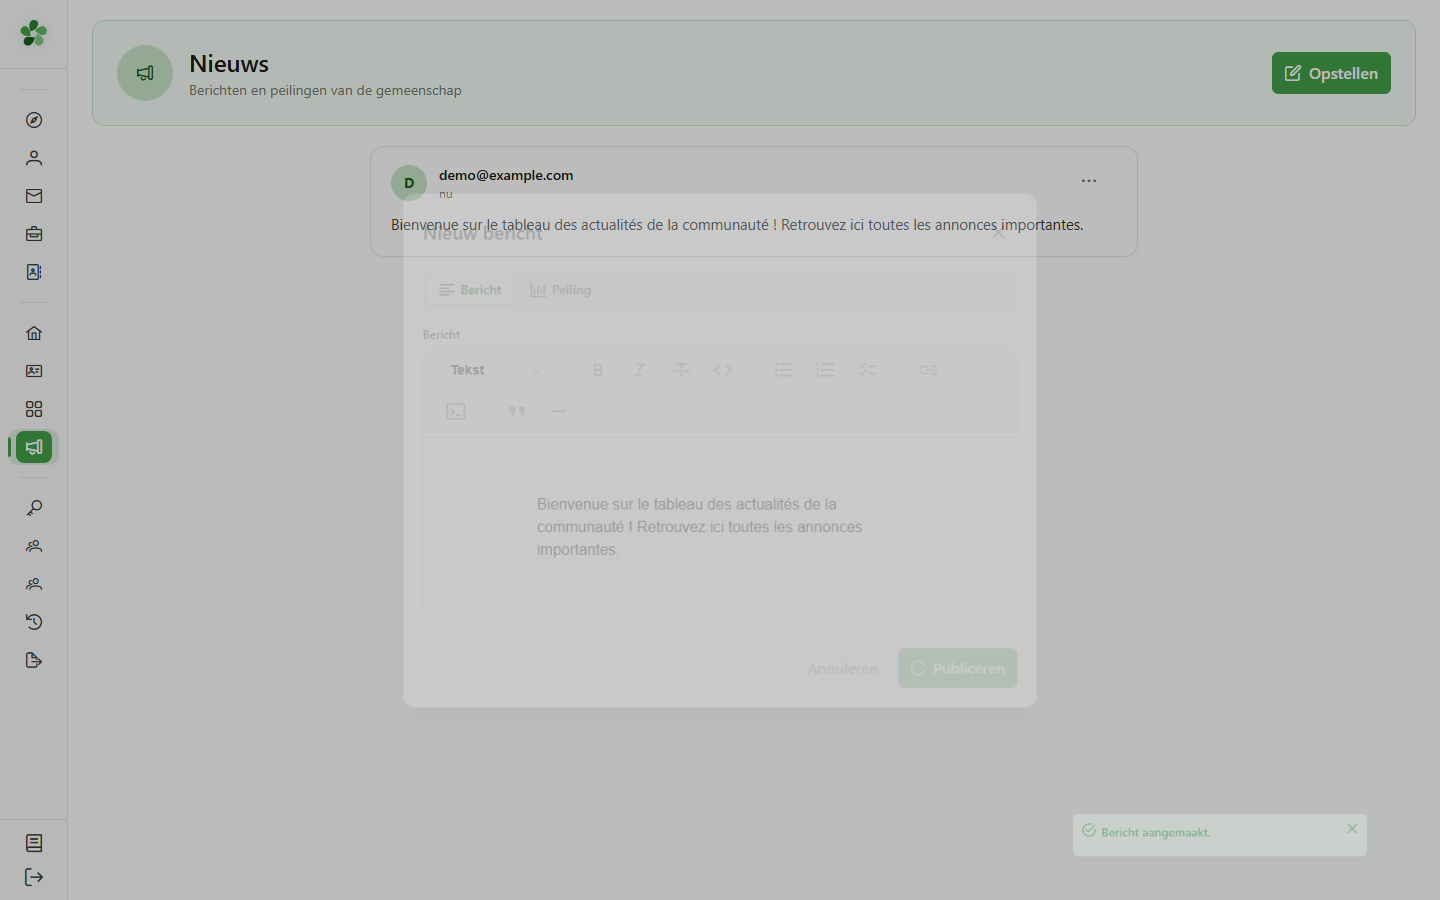 Nieuws
Berichten en peilingen van de gemeenschap
Opstellen
D
demo@example.com
nu
Bienvenue sur le tableau des actualités de la communauté ! Retrouvez ici toutes les annonces importantes.
Nieuw bericht
Bericht
Peiling
Bericht
Tekst
Bienvenue sur le tableau des actualités de la
communauté ! Retrouvez ici toutes les annonces
importantes.
Annuleren
Publiceren
Bericht aangemaakt.